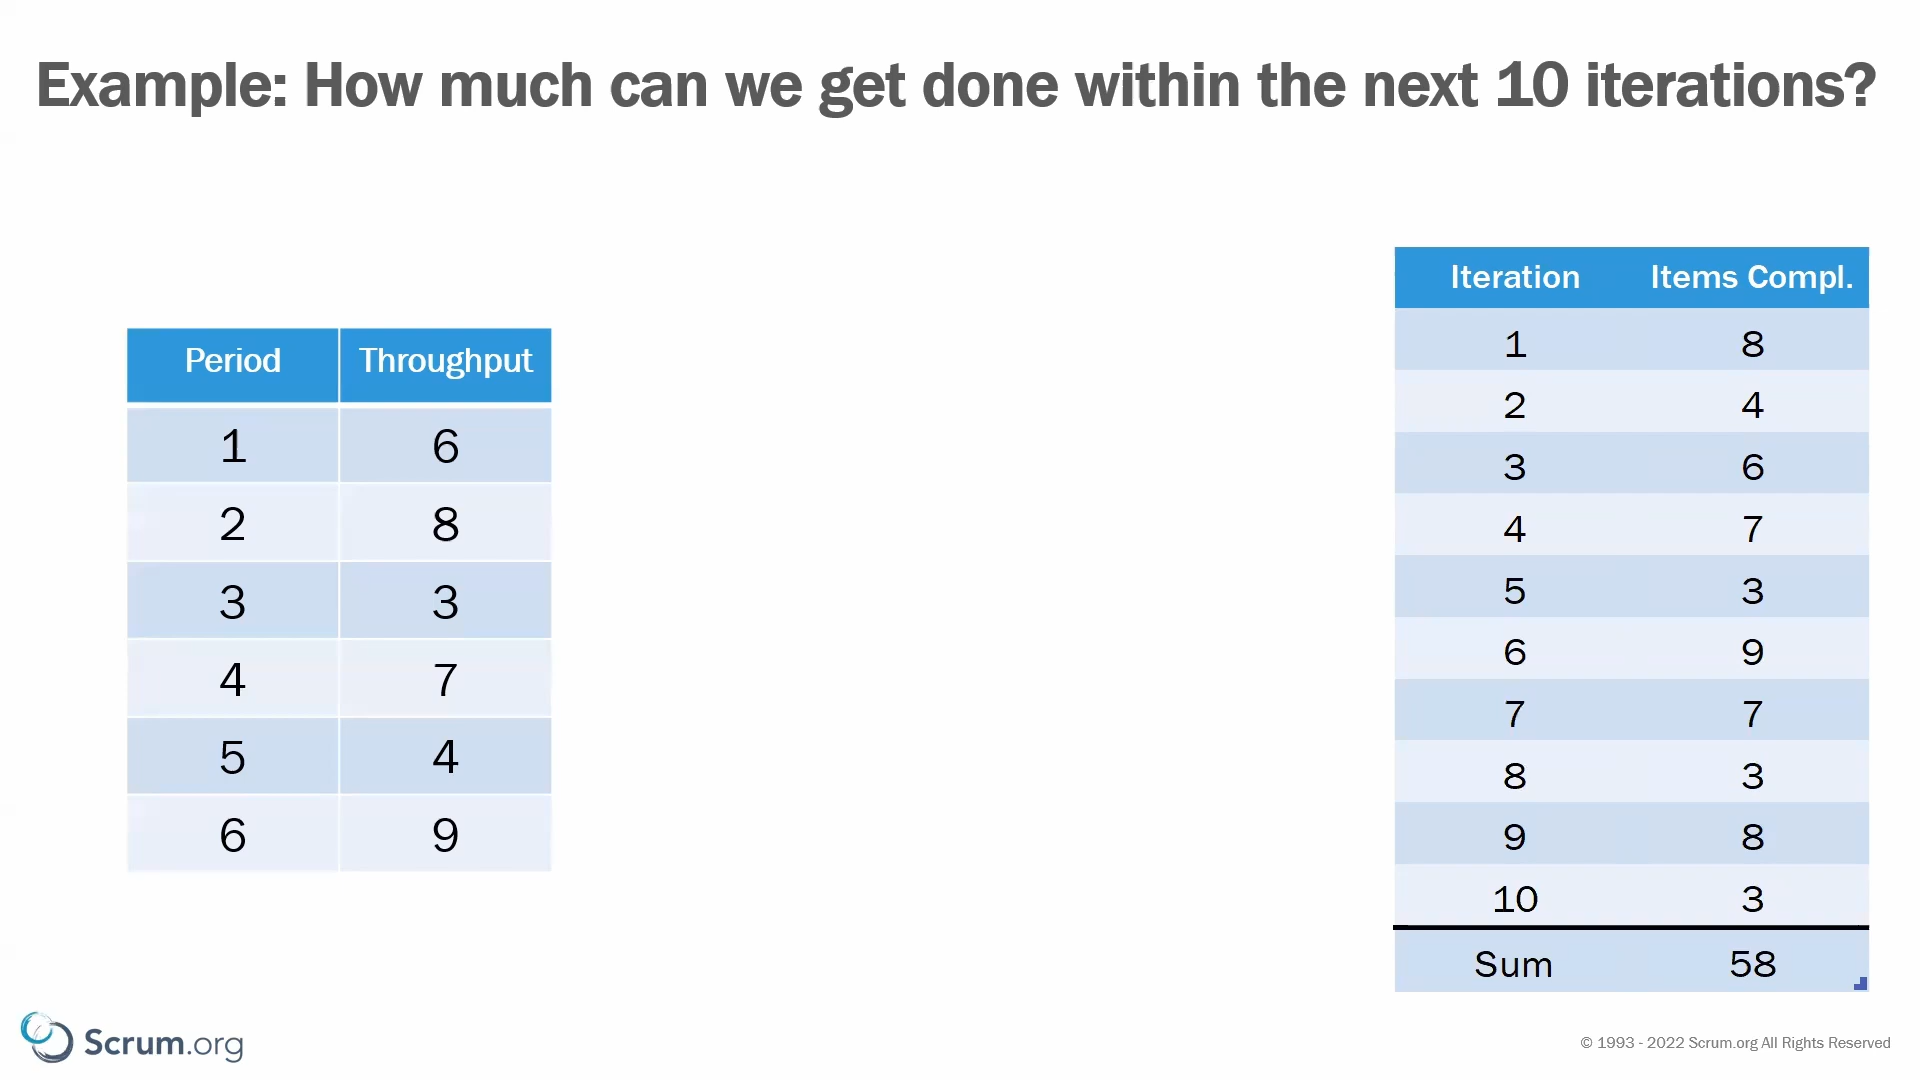 Example: How much can we get done within the next 10 iterations?
Period Throughput
1 6
2 8
3 3
4 7
5 4
6 9
Iteration Items Compl.
1 8
2 4
3 6
4 7
5 3
6 9
7 7
8 3
9 8
10 3
Sum 58
Scrum.org
© 1993 - 2022 Scrum.org All Rights Reserved